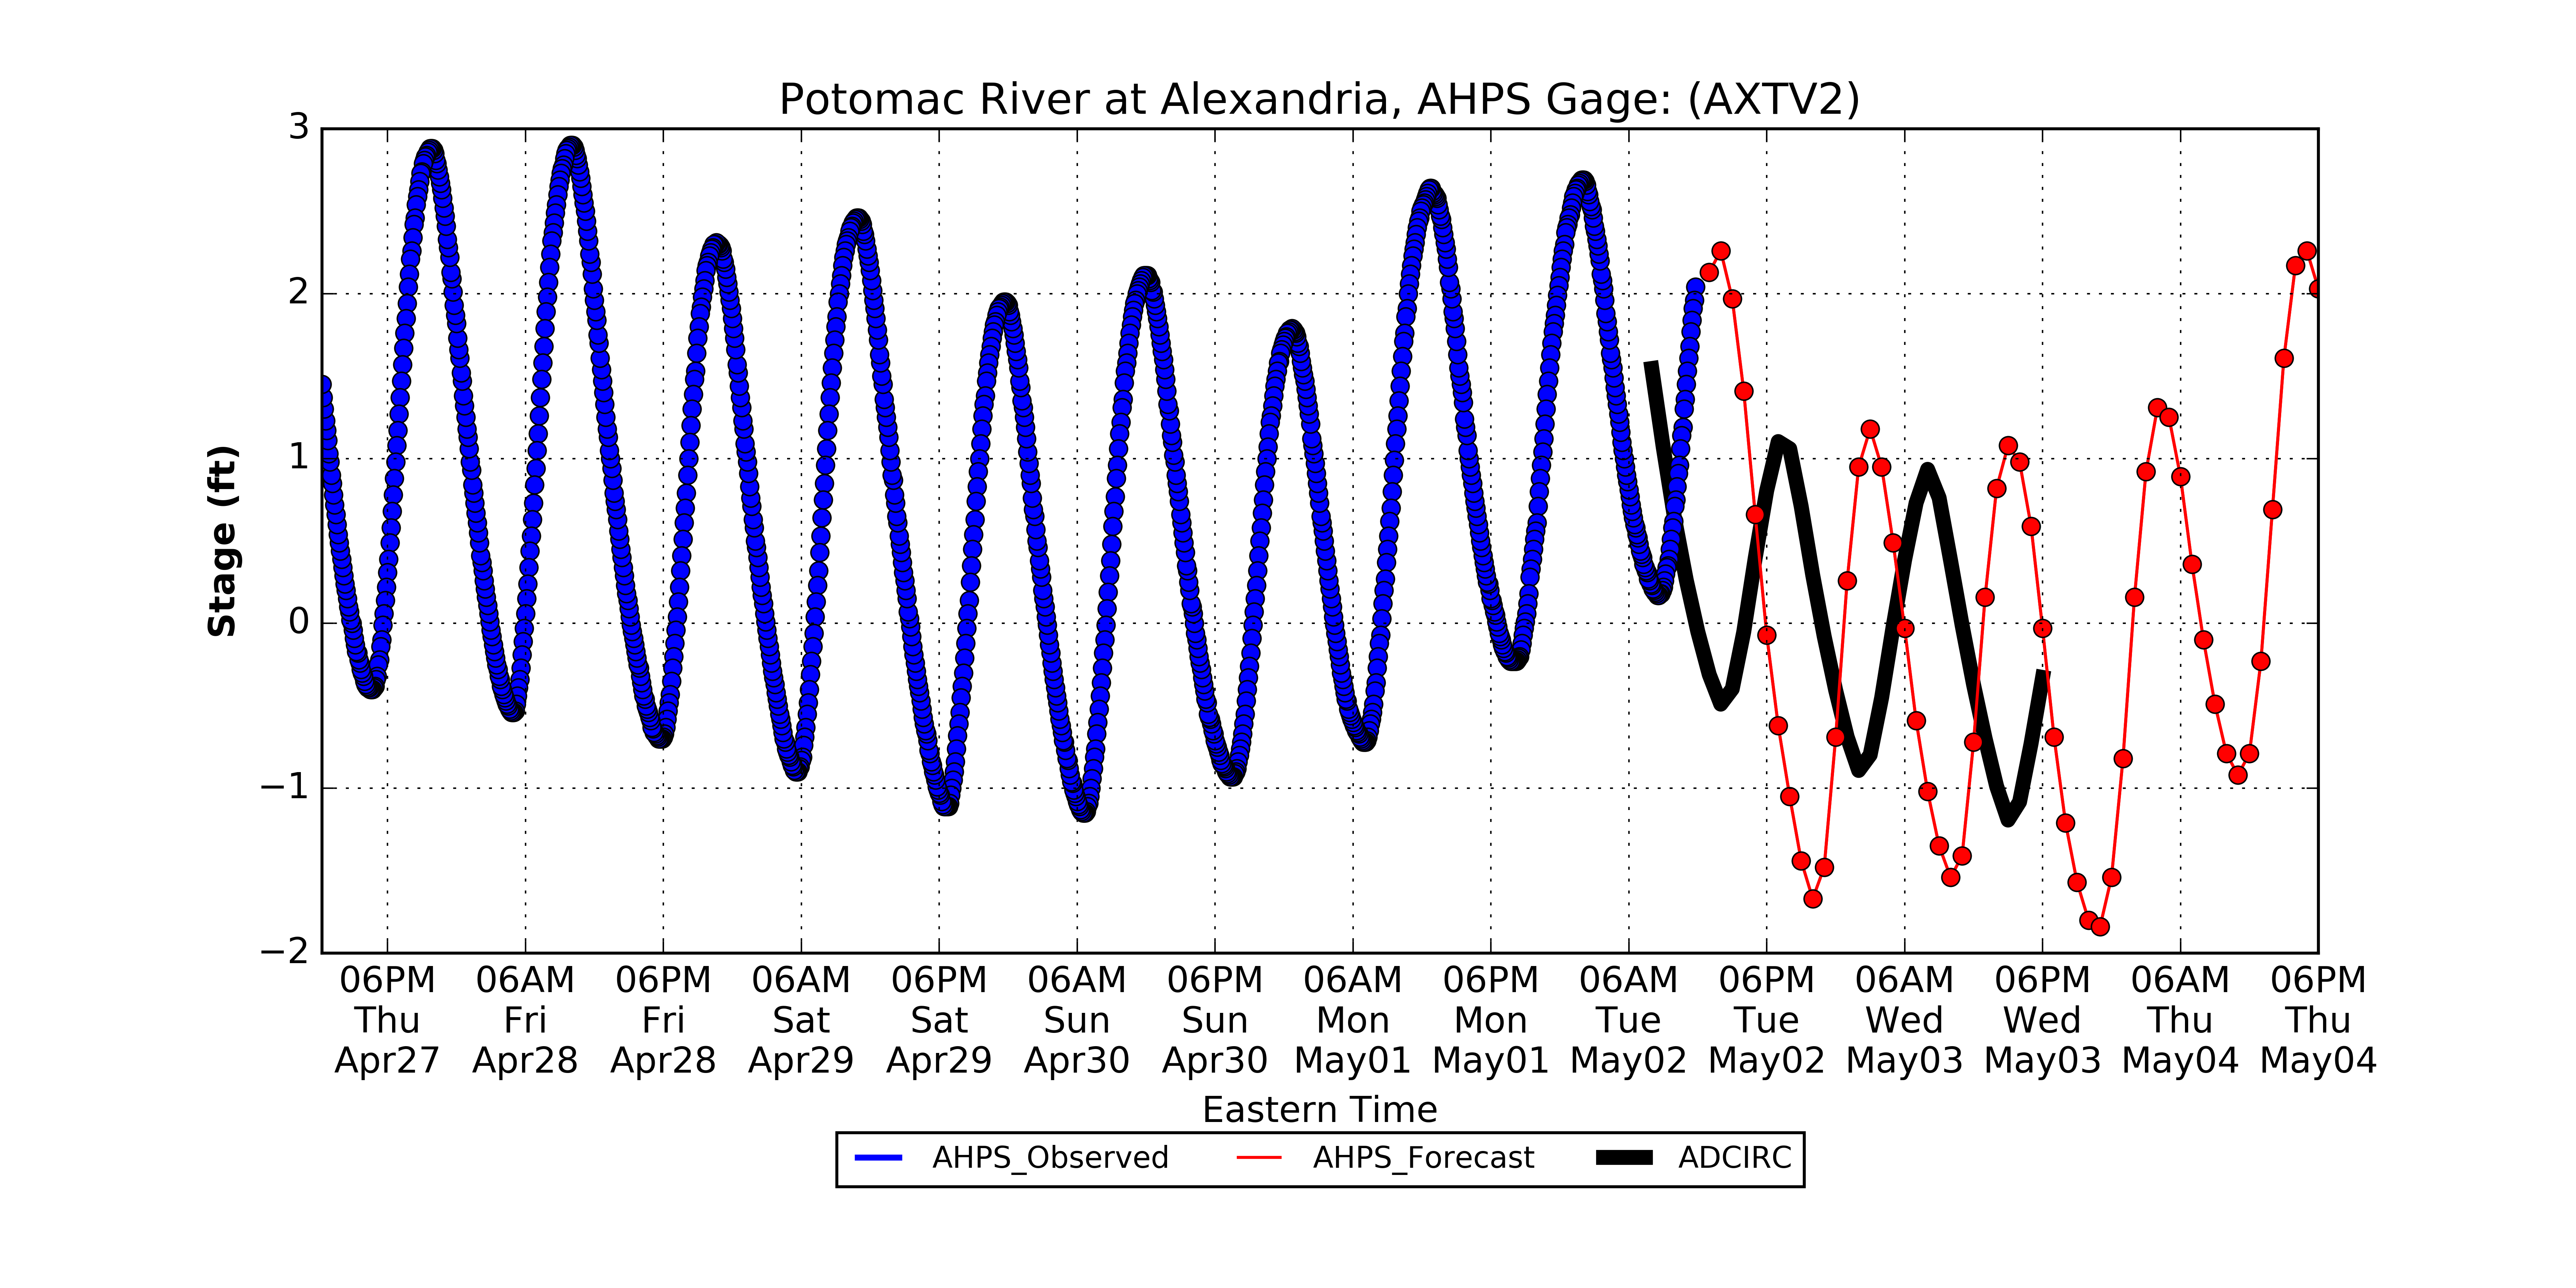 Potomac River at Alexandria, AHPS Gage: (AXTV2)
3
2
1
0
−1
−2
Stage (ft)
06PM 06AM 06PM 06AM 06PM 06AM 06PM 06AM 06PM 06AM 06PM 06AM 06PM 06AM 06PM
Thu Fri Fri Sat Sat Sun Sun Mon Mon Tue Tue Wed Wed Thu Thu
Apr27 Apr28 Apr28 Apr29 Apr29 Apr30 Apr30 May01 May01 May02 May02 May03 May03 May04 May04
Eastern Time
AHPS_Observed AHPS_Forecast ADCIRC